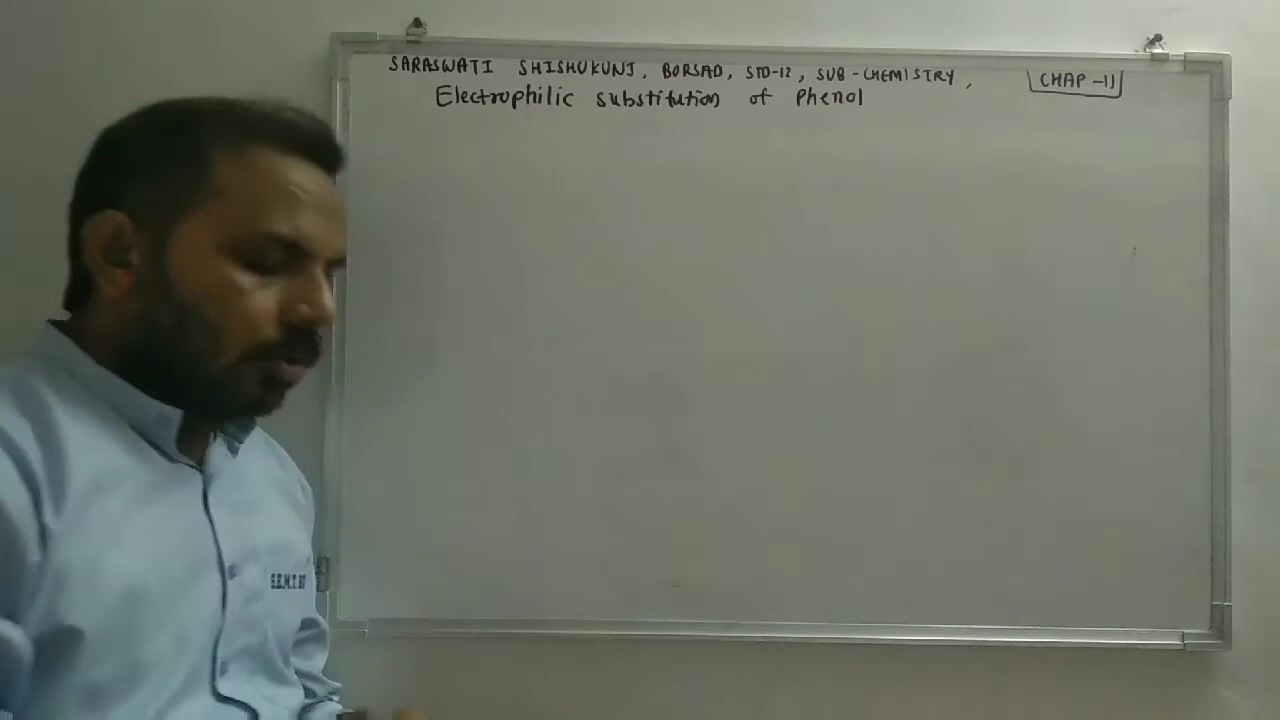 SARASWATI SHISHUKUNJ, BORSAD, STD-12, SUB-CHEMISTRY, CHAP-11
Electrophilic substitution of Phenol